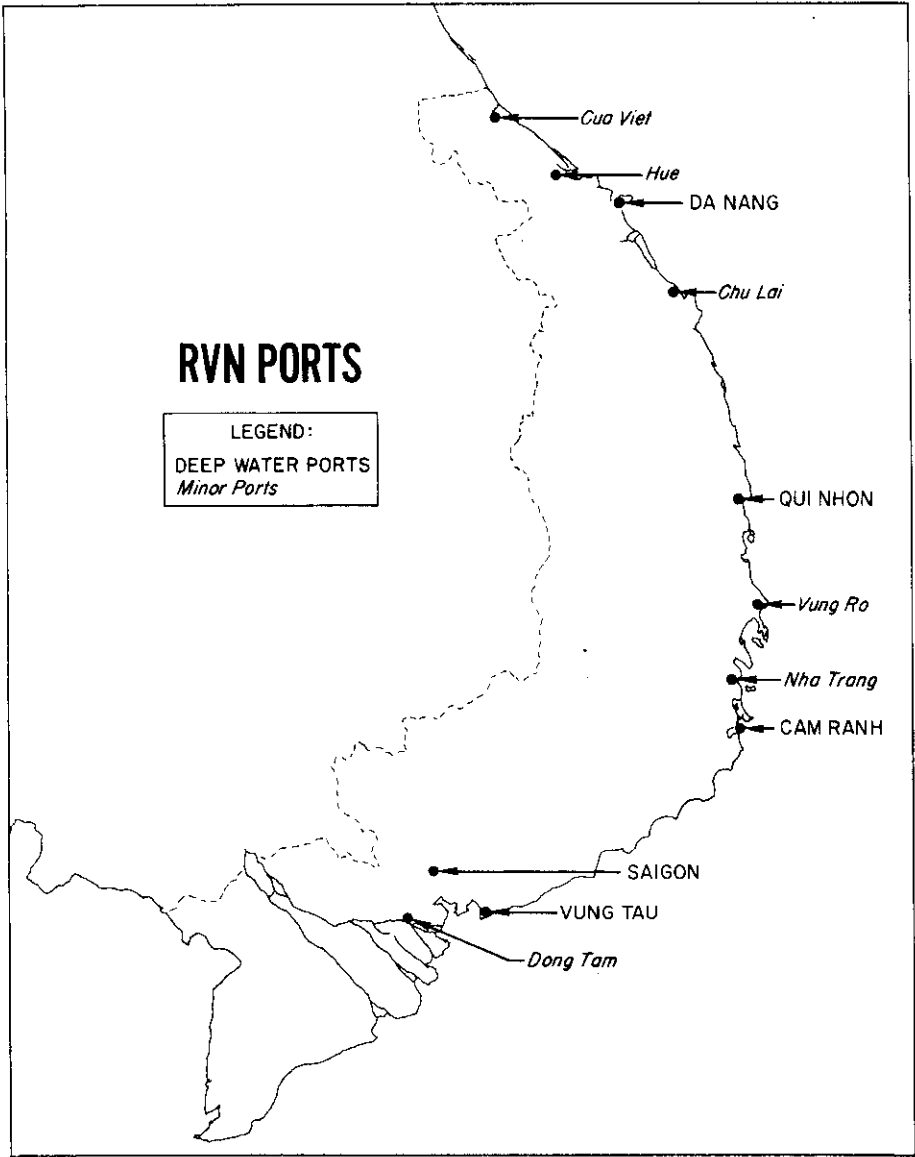 Cua Viet
Hue
DA NANG
Chu Lai
RVN PORTS
LEGEND:
DEEP WATER PORTS
Minor Ports
QUI NHON
Vung Ro
Nha Trang
CAM RANH
SAIGON
VUNG TAU
Dong Tam